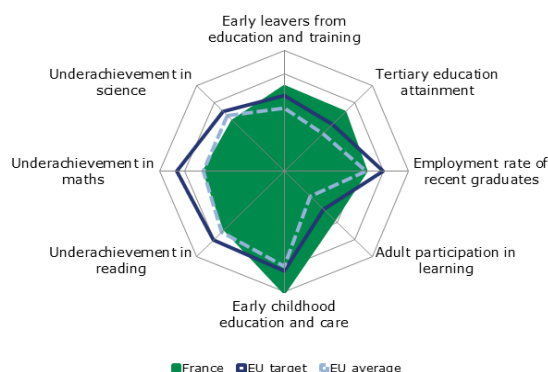 Early leavers from
education and training
Underachievement in
science
Tertiary education
attainment
Underachievement in
maths
Employment rate of
recent graduates
Underachievement in
reading
Adult participation in
learning
Early childhood
education and care
France EU target EU average